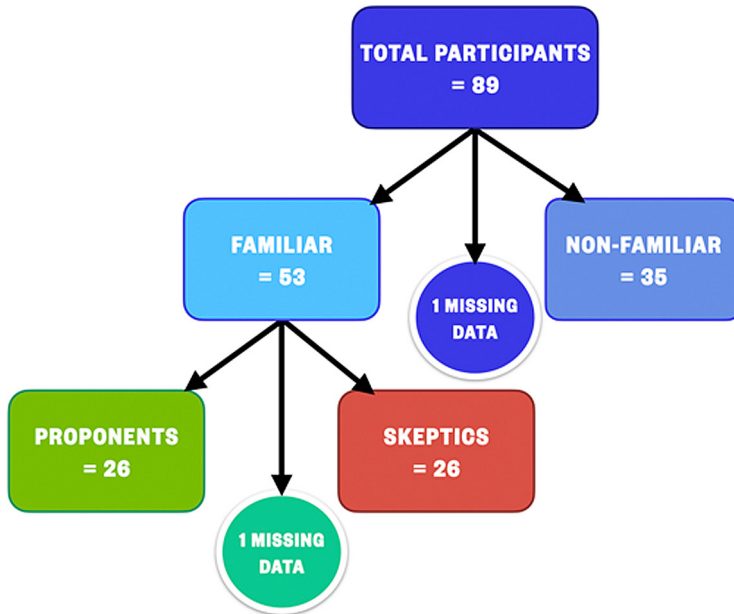 TOTAL PARTICIPANTS
= 89
FAMILIAR
= 53
NON-FAMILIAR
= 35
1 MISSING
DATA
PROPONENTS
= 26
SKEPTICS
= 26
1 MISSING
DATA